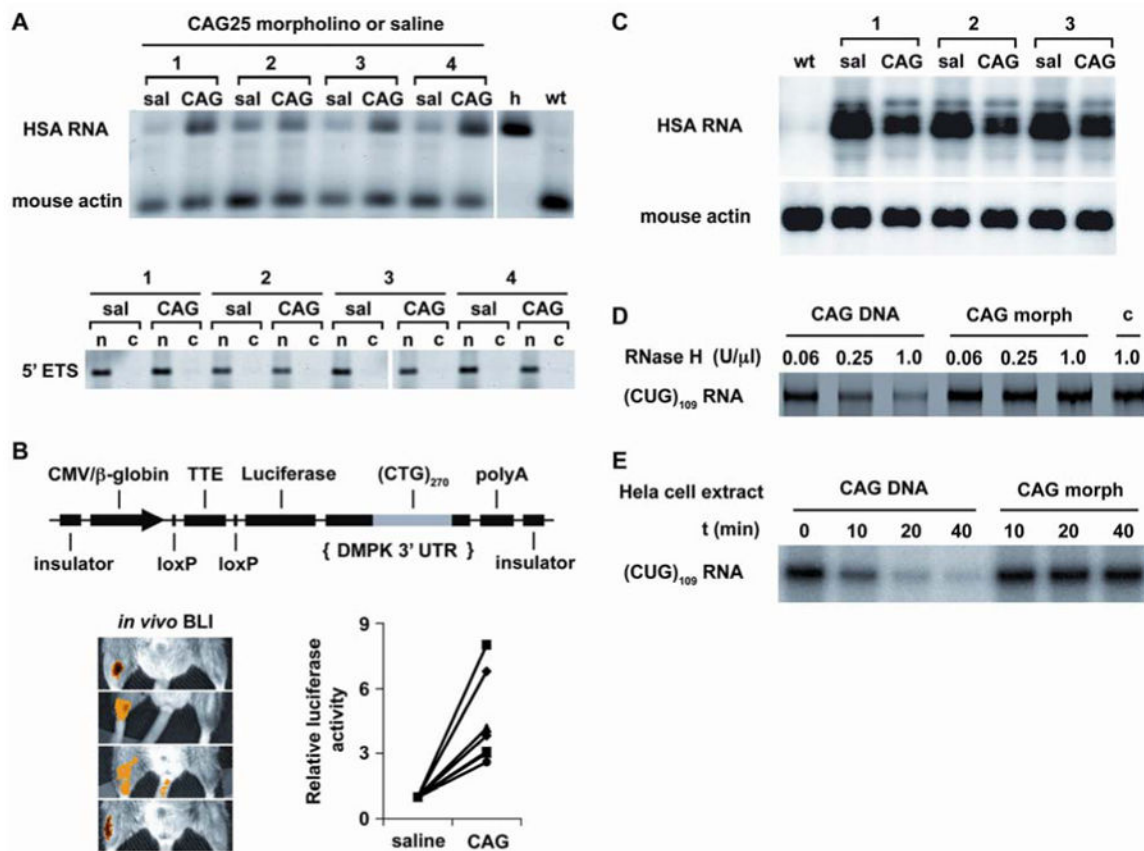 A
CAG25 morpholino or saline
1 2 3 4
sal CAG sal CAG sal CAG sal CAG h wt
HSA RNA
mouse actin
1 2 3 4
sal CAG sal CAG sal CAG sal CAG
n c n c n c n c n c n c n c n c
5' ETS
B
CMV/β-globin TTE Luciferase (CTG)270 polyA
insulator loxP loxP { DMPK 3' UTR } insulator
in vivo BLI
Relative luciferase activity
9
6
3
0
saline CAG
C
1 2 3
wt sal CAG sal CAG sal CAG
HSA RNA
mouse actin
D
CAG DNA CAG morph c
RNase H (U/μl) 0.06 0.25 1.0 0.06 0.25 1.0 1.0
(CUG)109 RNA
E
Hela cell extract CAG DNA CAG morph
t (min) 0 10 20 40 10 20 40
(CUG)109 RNA